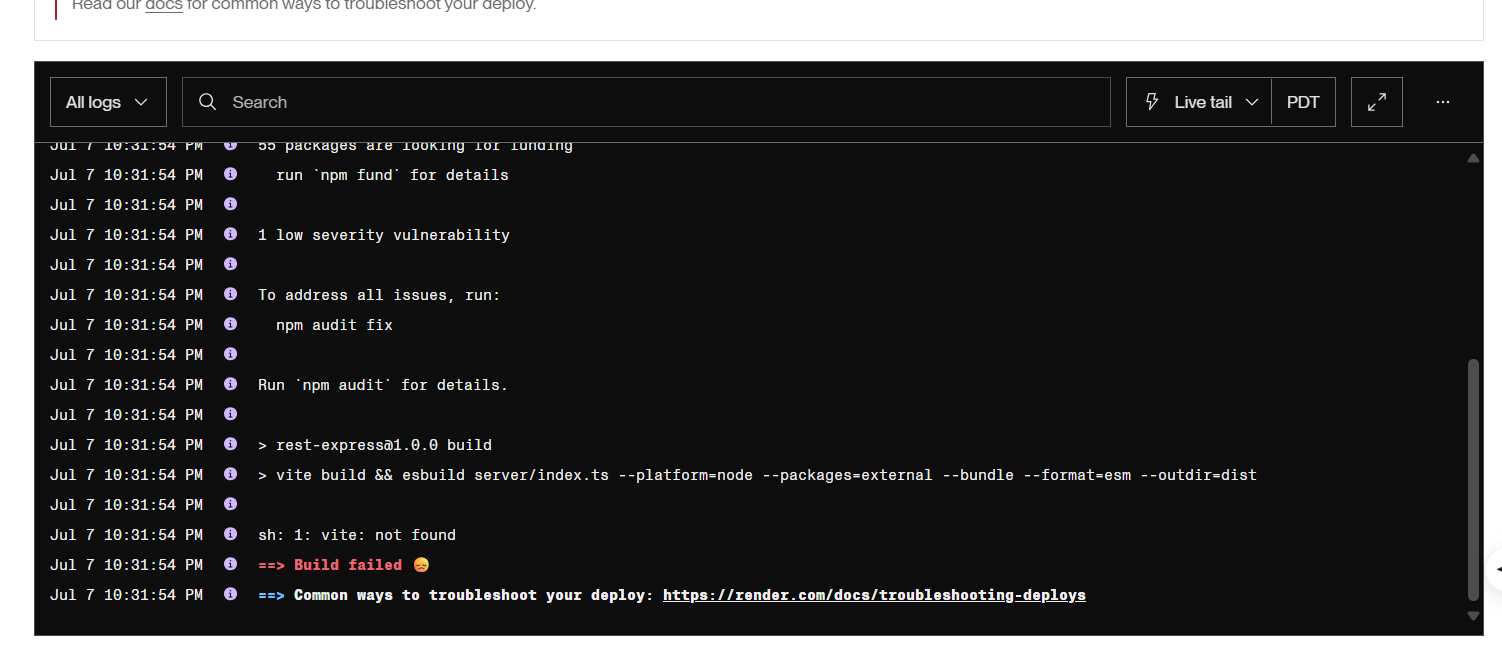 Read our docs for common ways to troubleshoot your deploy.
All logs
Search
Live tail
PDT
Jul 7 10:31:54 PM 55 packages are looking for funding
Jul 7 10:31:54 PM run `npm fund` for details
Jul 7 10:31:54 PM
Jul 7 10:31:54 PM 1 low severity vulnerability
Jul 7 10:31:54 PM
Jul 7 10:31:54 PM To address all issues, run:
Jul 7 10:31:54 PM npm audit fix
Jul 7 10:31:54 PM
Jul 7 10:31:54 PM Run `npm audit` for details.
Jul 7 10:31:54 PM
Jul 7 10:31:54 PM > rest-express@1.0.0 build
Jul 7 10:31:54 PM > vite build && esbuild server/index.ts --platform=node --packages=external --bundle --format=esm --outdir=dist
Jul 7 10:31:54 PM
Jul 7 10:31:54 PM sh: 1: vite: not found
Jul 7 10:31:54 PM ==> Build failed 😞
Jul 7 10:31:54 PM ==> Common ways to troubleshoot your deploy: https://render.com/docs/troubleshooting-deploys